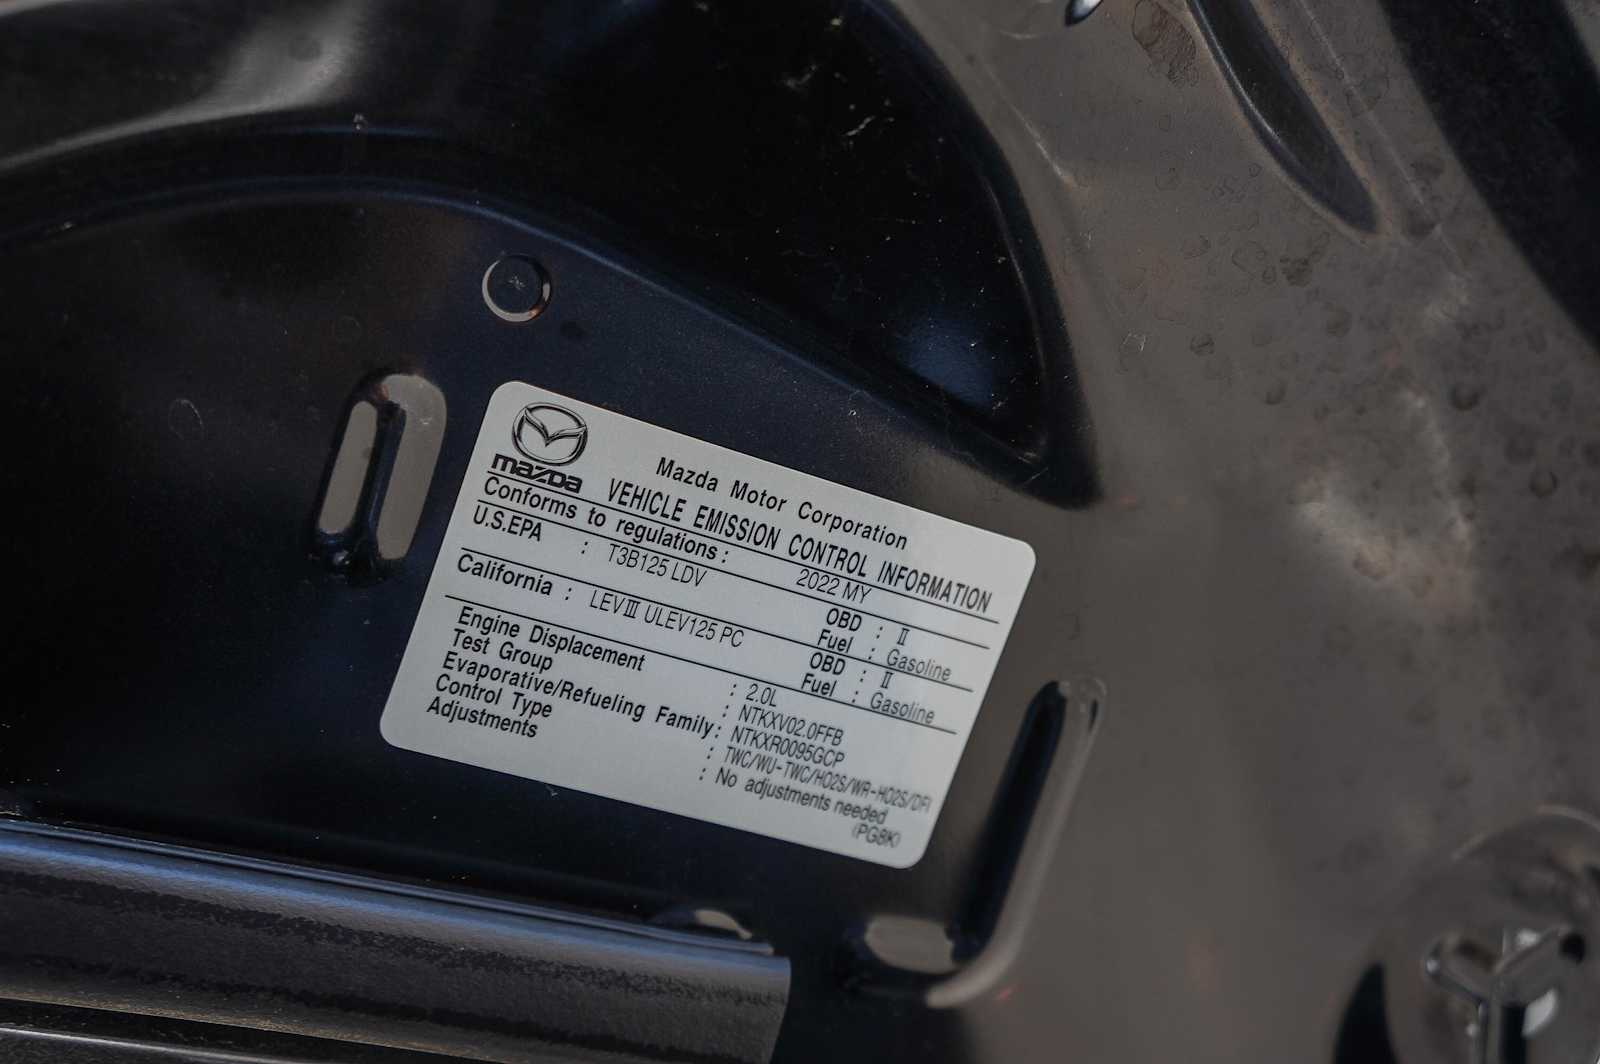 mazda
Mazda Motor Corporation
VEHICLE EMISSION CONTROL INFORMATION
Conforms to regulations : 2022 MY
U.S.EPA : T3B125 LDV OBD : II
Fuel : Gasoline
California : LEVIII ULEV125 PC OBD : II
Fuel : Gasoline
Engine Displacement : 2.0L
Test Group : NTKXV02.0FFB
Evaporative/Refueling Family : NTKXR0095GCP
Control Type : TWC/WU-TWC/HO2S/WR-HO2S/DFI
Adjustments : No adjustments needed
(PG8K)